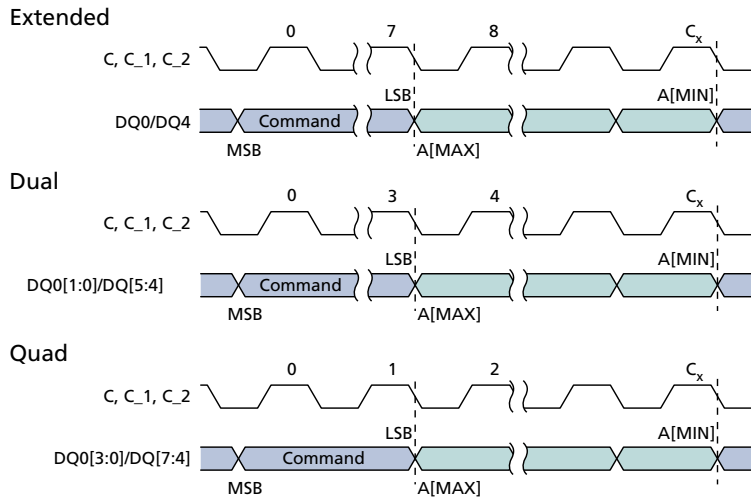 Extended
0 7 8 Cx
C, C_1, C_2
LSB A[MIN]
DQ0/DQ4 Command
MSB A[MAX]
Dual
0 3 4 Cx
C, C_1, C_2
LSB A[MIN]
DQ0[1:0]/DQ[5:4] Command
MSB A[MAX]
Quad
0 1 2 Cx
C, C_1, C_2
LSB A[MIN]
DQ0[3:0]/DQ[7:4] Command
MSB A[MAX]